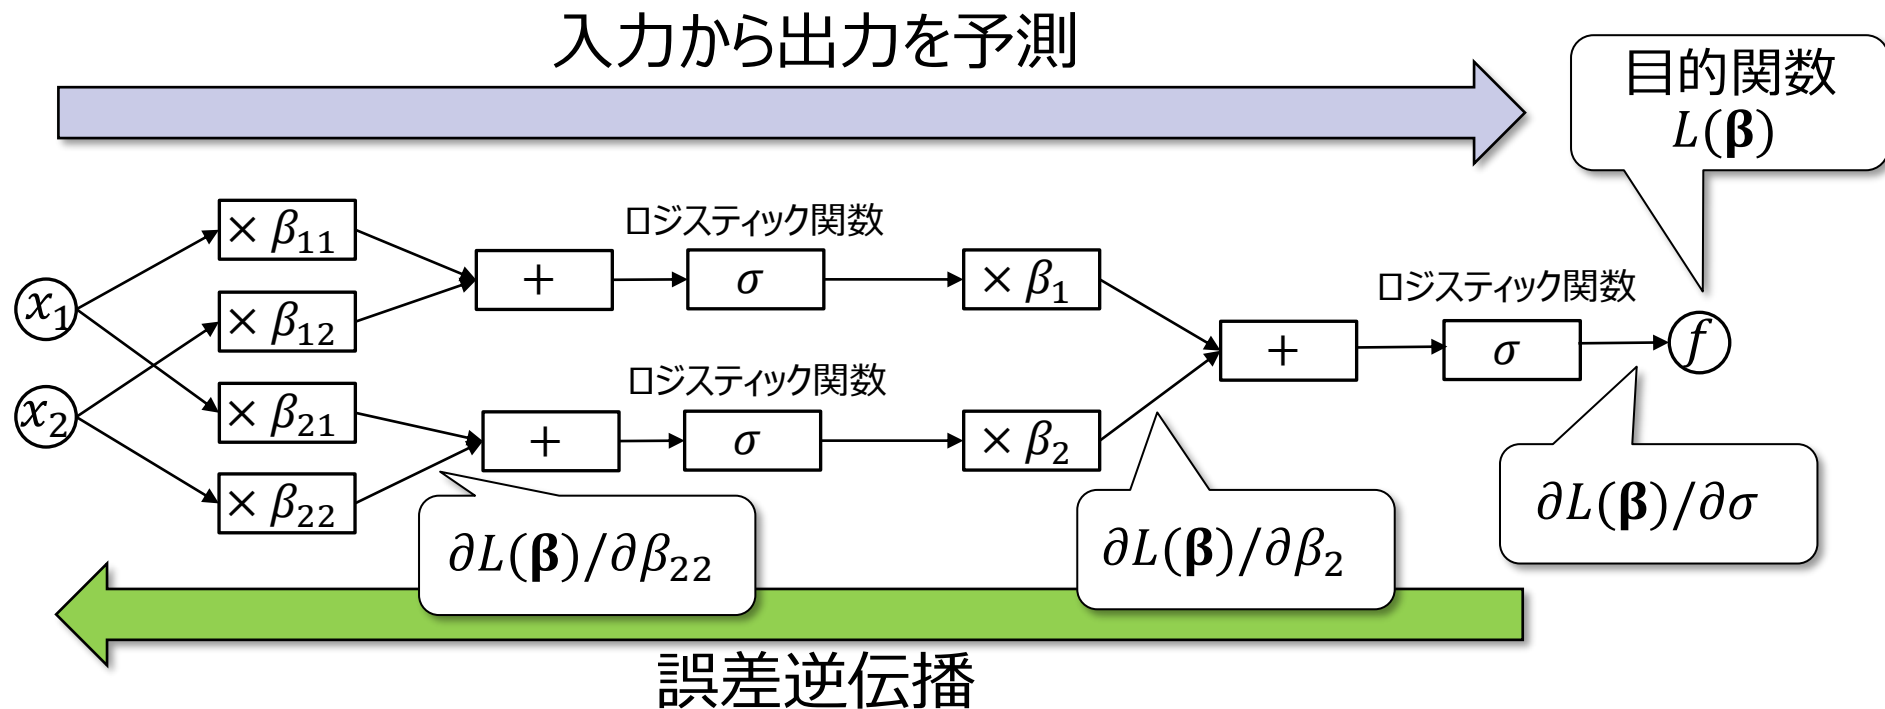 入力から出力を予測
目的関数
L(β)
× β₁₁
ロジスティック関数
+
σ
× β₁
x₁
× β₁₂
ロジスティック関数
+
σ
f
ロジスティック関数
x₂
× β₂₁
+
σ
× β₂
× β₂₂
∂L(β)/∂β₂₂
∂L(β)/∂β₂
∂L(β)/∂σ
誤差逆伝播